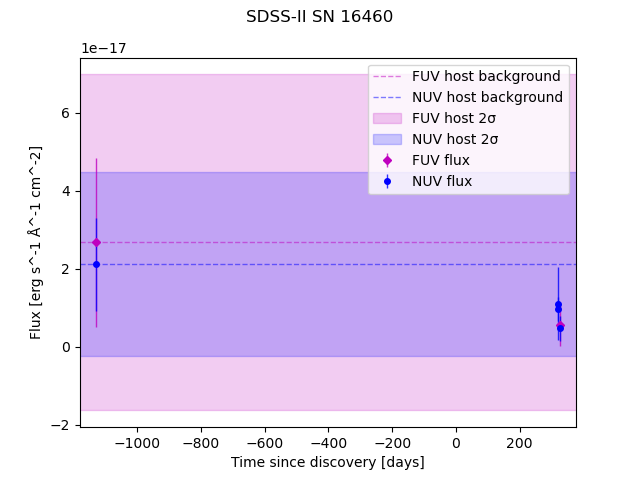 SDSS-II SN 16460
1e−17
FUV host background
NUV host background
FUV host 2σ
NUV host 2σ
FUV flux
NUV flux
6
4
2
0
−2
Flux [erg s^-1 Å^-1 cm^-2]
−1000
−800
−600
−400
−200
0
200
Time since discovery [days]